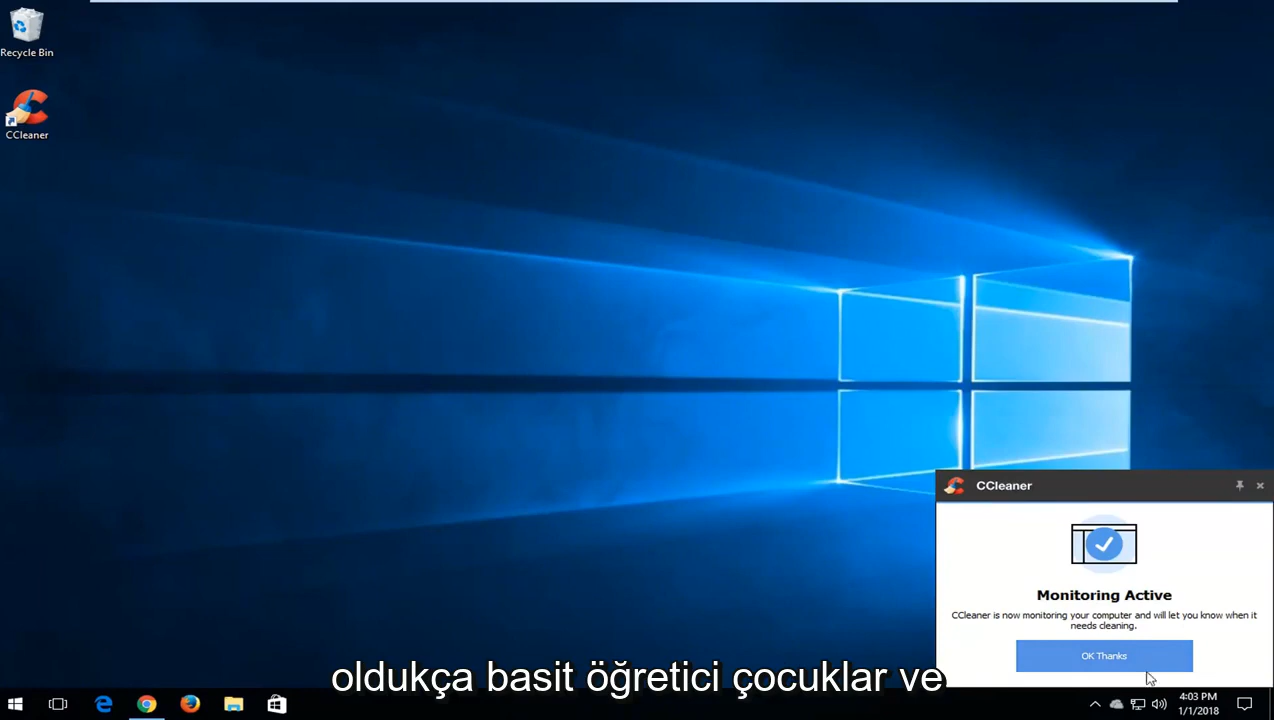 Recycle Bin
CCleaner
CCleaner
Monitoring Active
CCleaner is now monitoring your computer and will let you know when it
needs cleaning.
OK Thanks
oldukça basit öğretici çocuklar ve
4:03 PM
1/1/2018